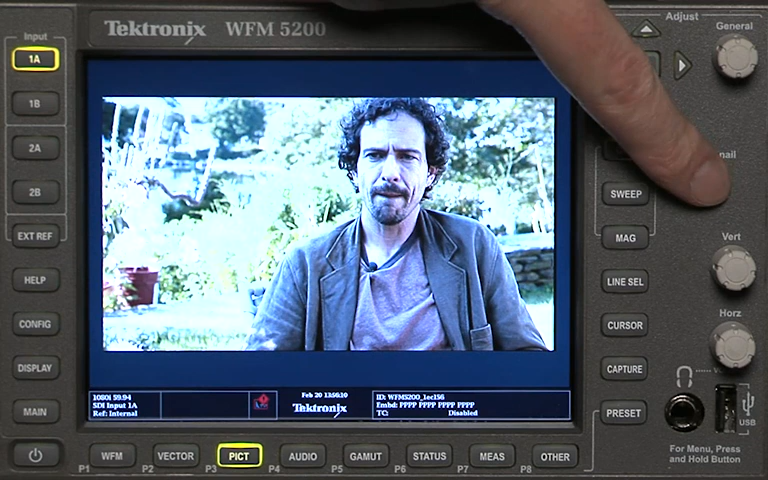 Tektronix WFM 5200
Adjust
General
Input
1A
1B
2A
2B
EXT REF
HELP
CONFIG
DISPLAY
MAIN
SWEEP
MAG
LINE SEL
CURSOR
CAPTURE
PRESET
Vert
Horz
USB
For Menu, Press
and Hold Button
1080i 59.94
SDI Input 1A
Ref: Internal
Feb 20 13:56:10
Tektronix
ID: WFM5200_1ec156
Embd: PPPP PPPP PPPP PPPP
TC: Disabled
WFM
VECTOR
PICT
AUDIO
GAMUT
STATUS
MEAS
OTHER
P1
P2
P3
P4
P5
P6
P7
P8